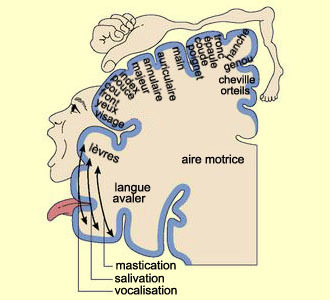 visage
yeux
front
cou
pouce
index
majeur
annulaire
auriculaire
main
poignet
coude
épaule
tronc
hanche
genou
cheville
orteils
lèvres
aire motrice
langue
avaler
mastication
salivation
vocalisation